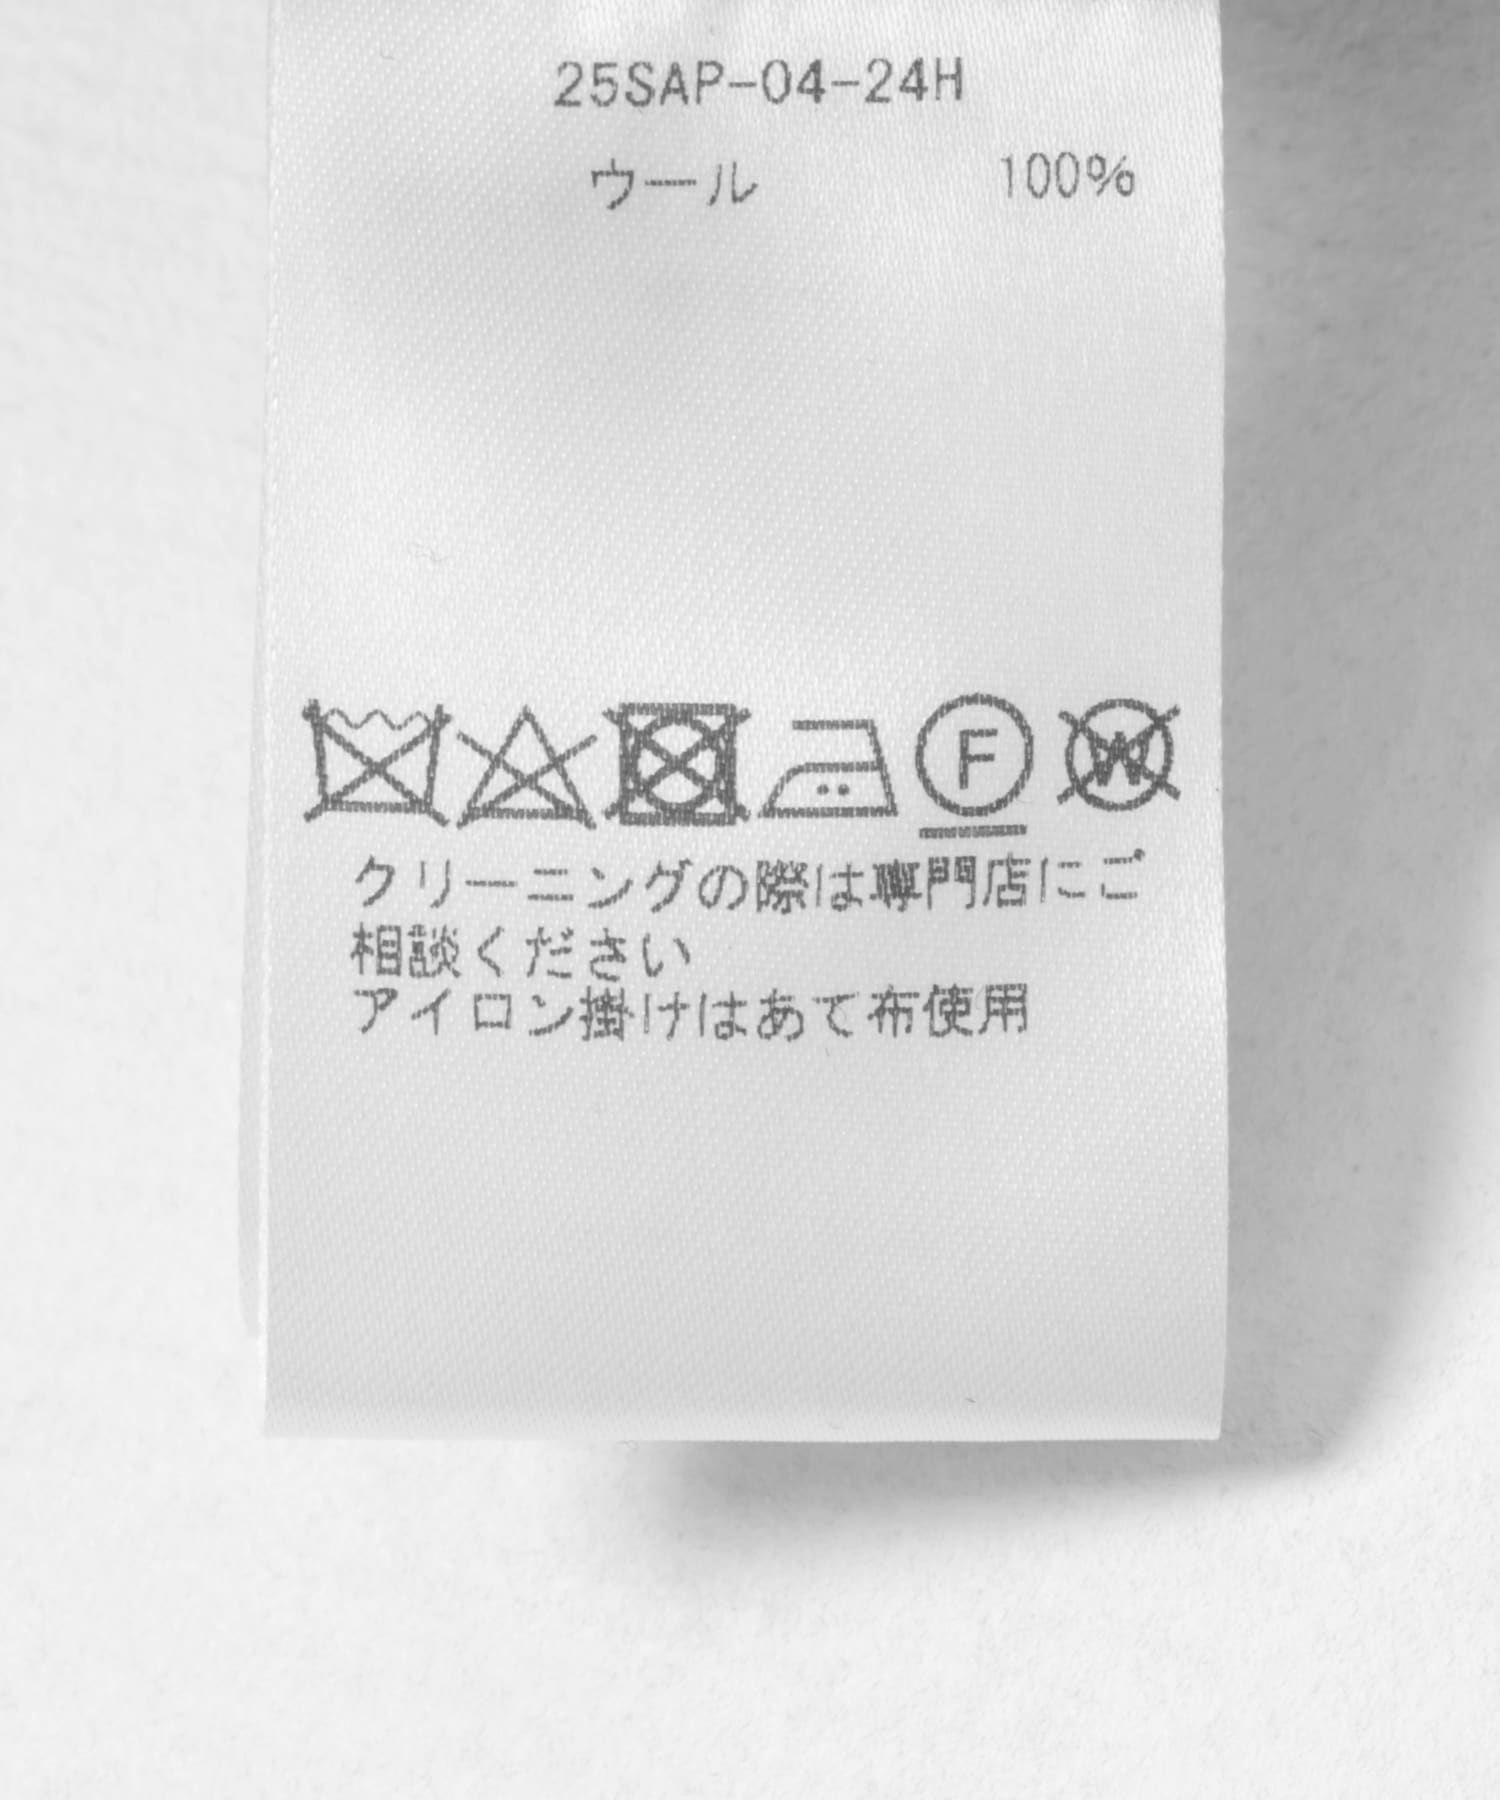 25SAP-04-24H
ウール 100%
F W
クリーニングの際は専門店にご
相談ください
アイロン掛けはあて布使用